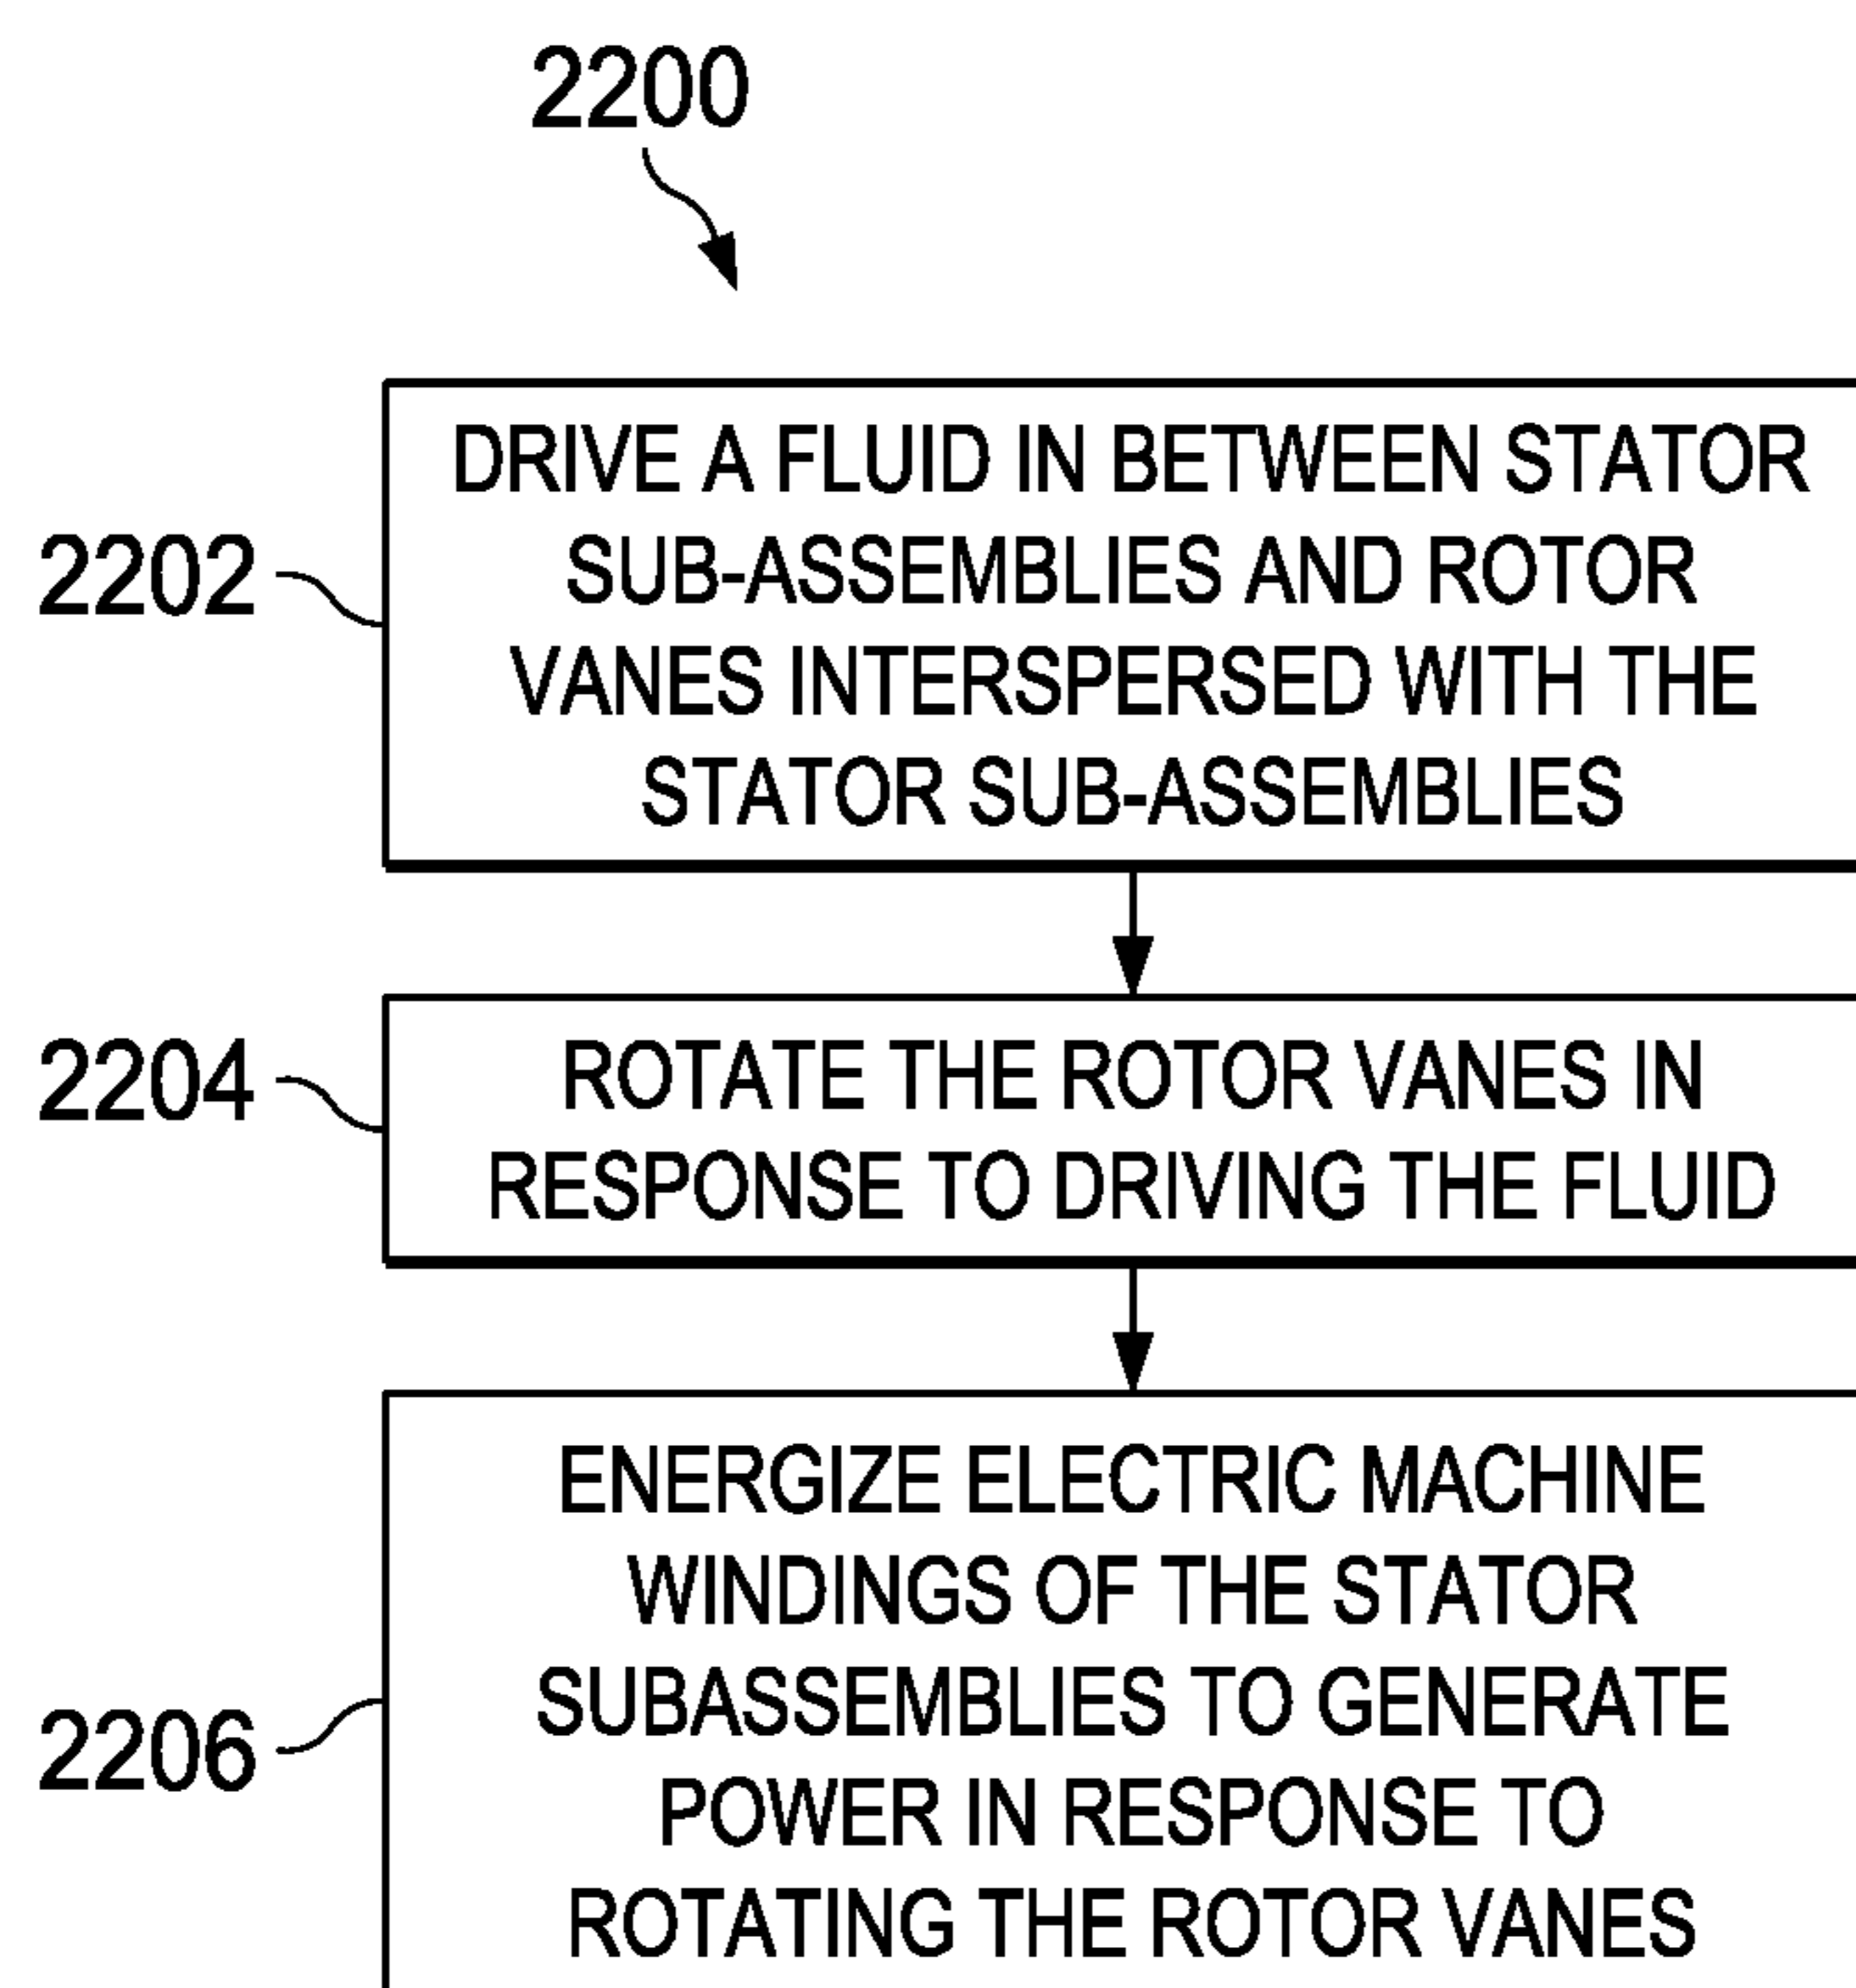 2200
2202
DRIVE A FLUID IN BETWEEN STATOR
SUB-ASSEMBLIES AND ROTOR
VANES INTERSPERSED WITH THE
STATOR SUB-ASSEMBLIES
2204
ROTATE THE ROTOR VANES IN
RESPONSE TO DRIVING THE FLUID
2206
ENERGIZE ELECTRIC MACHINE
WINDINGS OF THE STATOR
SUBASSEMBLIES TO GENERATE
POWER IN RESPONSE TO
ROTATING THE ROTOR VANES